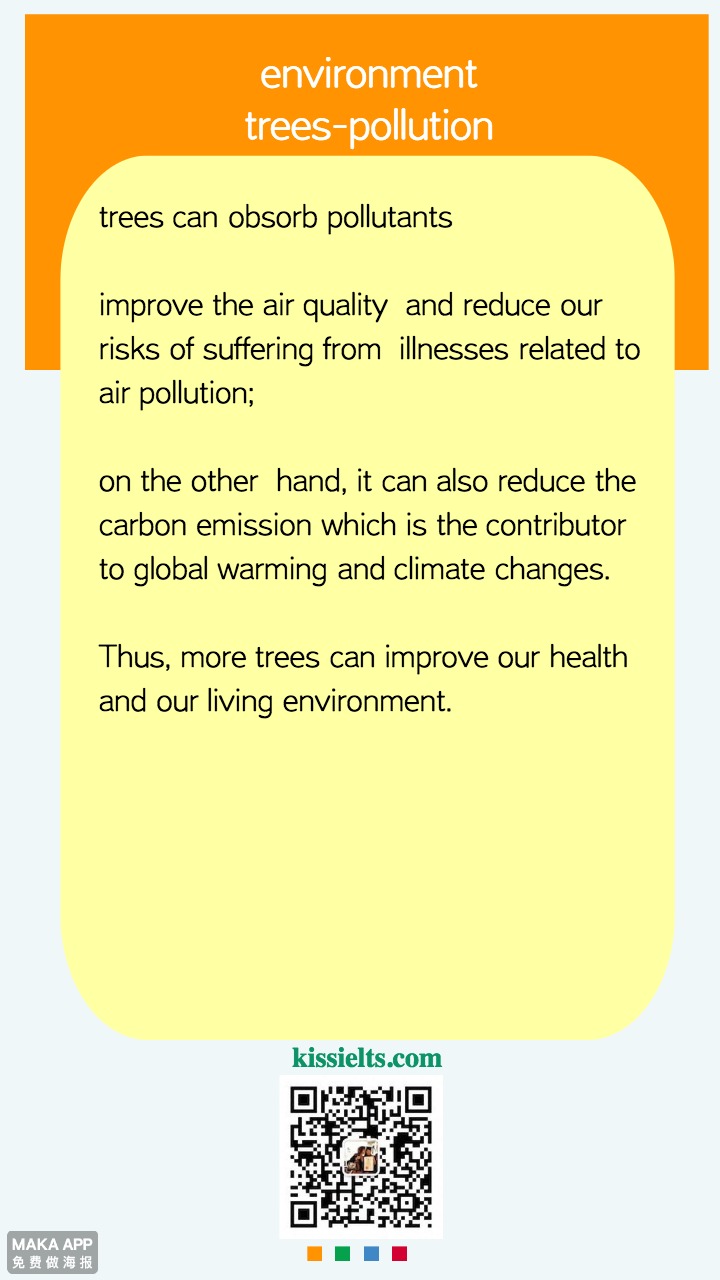 environment
trees-pollution
trees can obsorb pollutants
improve the air quality  and reduce our
risks of suffering from  illnesses related to
air pollution;
on the other  hand, it can also reduce the
carbon emission which is the contributor
to global warming and climate changes.
Thus, more trees can improve our health
and our living environment.
kissielts.com
MAKA APP
免费做海报